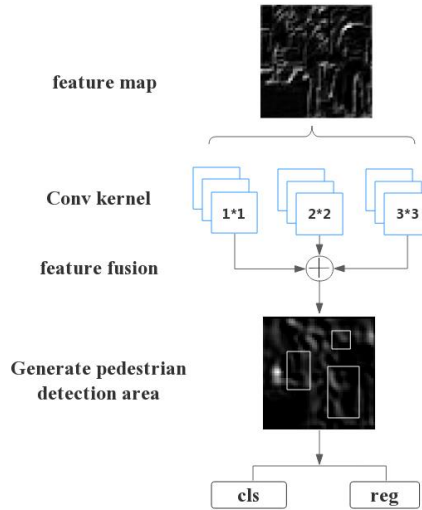 feature map
Conv kernel
1*1
2*2
3*3
feature fusion
Generate pedestrian
detection area
cls
reg